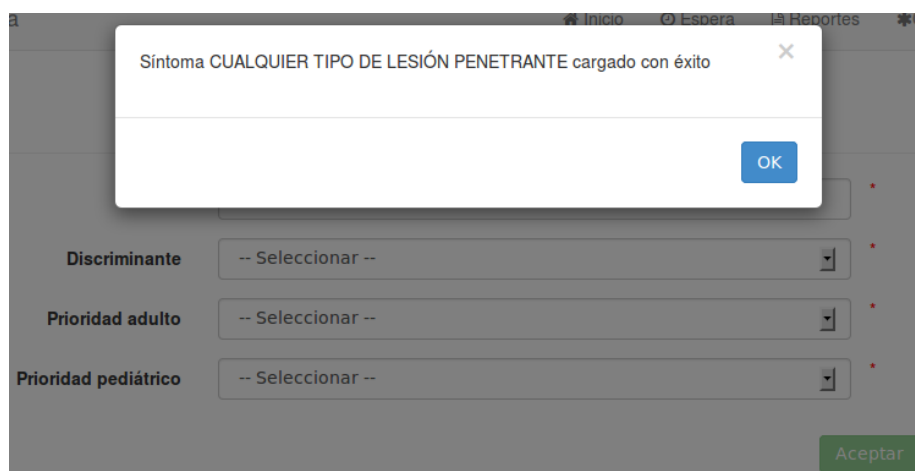 a
Inicio
Espera
Reportes
Síntoma CUALQUIER TIPO DE LESIÓN PENETRANTE cargado con éxito
×
OK
*
Discriminante
-- Seleccionar --
*
Prioridad adulto
-- Seleccionar --
*
Prioridad pediátrico
-- Seleccionar --
*
Aceptar